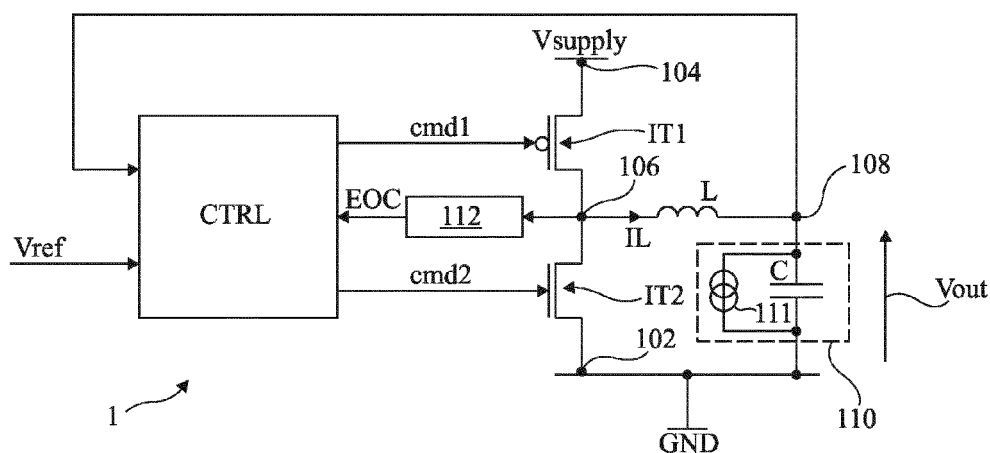 Vsupply
104
cmd1
IT1
106
108
EOC
112
CTRL
L
IL
Vref
cmd2
C
IT2
111
Vout
102
1
110
GND